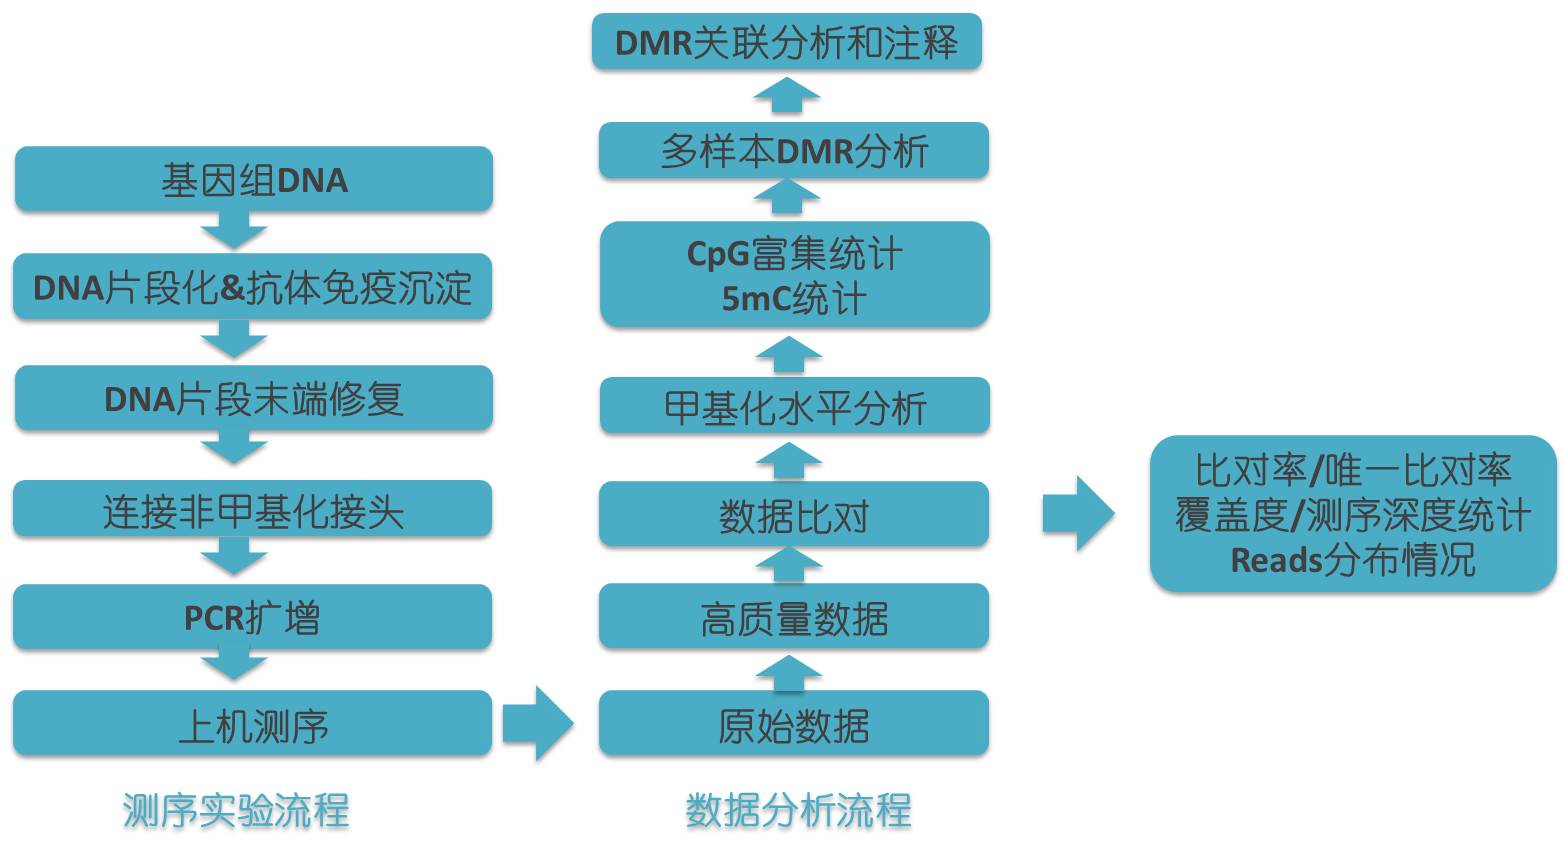 基因组DNA
DNA片段化&抗体免疫沉淀
DNA片段末端修复
连接非甲基化接头
PCR扩增
上机测序
测序实验流程
DMR关联分析和注释
多样本DMR分析
CpG富集统计
5mC统计
甲基化水平分析
数据比对
高质量数据
原始数据
数据分析流程
比对率/唯一比对率
覆盖度/测序深度统计
Reads分布情况